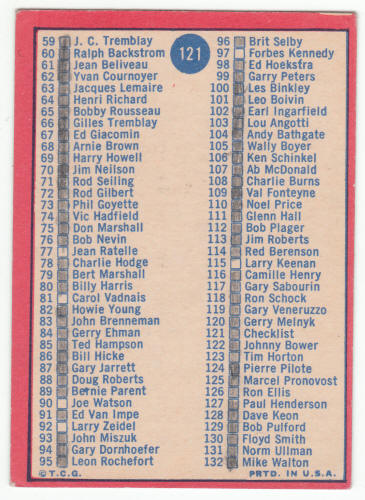 121
59 J. C. Tremblay
60 Ralph Backstrom
61 Jean Beliveau
62 Yvan Cournoyer
63 Jacques Lemaire
64 Henri Richard
65 Bobby Rousseau
66 Gilles Tremblay
67 Ed Giacomin
68 Arnie Brown
69 Harry Howell
70 Jim Neilson
71 Rod Seiling
72 Rod Gilbert
73 Phil Goyette
74 Vic Hadfield
75 Don Marshall
76 Bob Nevin
77 Jean Ratelle
78 Charlie Hodge
79 Bert Marshall
80 Billy Harris
81 Carol Vadnais
82 Howie Young
83 John Brenneman
84 Gerry Ehman
85 Ted Hampson
86 Bill Hicke
87 Gary Jarrett
88 Doug Roberts
89 Bernie Parent
90 Joe Watson
91 Ed Van Impe
92 Larry Zeidel
93 John Miszuk
94 Gary Dornhoefer
95 Leon Rochefort
©T.C.G.
96 Brit Selby
97 Forbes Kennedy
98 Ed Hoekstra
99 Garry Peters
100 Les Binkley
101 Leo Boivin
102 Earl Ingarfield
103 Lou Angotti
104 Andy Bathgate
105 Wally Boyer
106 Ken Schinkel
107 Ab McDonald
108 Charlie Burns
109 Val Fonteyne
110 Noel Price
111 Glenn Hall
112 Bob Plager
113 Jim Roberts
114 Red Berenson
115 Larry Keenan
116 Camille Henry
117 Gary Sabourin
118 Ron Schock
119 Gary Veneruzzo
120 Gerry Melnyk
121 Checklist
122 Johnny Bower
123 Tim Horton
124 Pierre Pilote
125 Marcel Pronovost
126 Ron Ellis
127 Paul Henderson
128 Dave Keon
129 Bob Pulford
130 Floyd Smith
131 Norm Ullman
132 Mike Walton
PRTD. IN U.S.A.